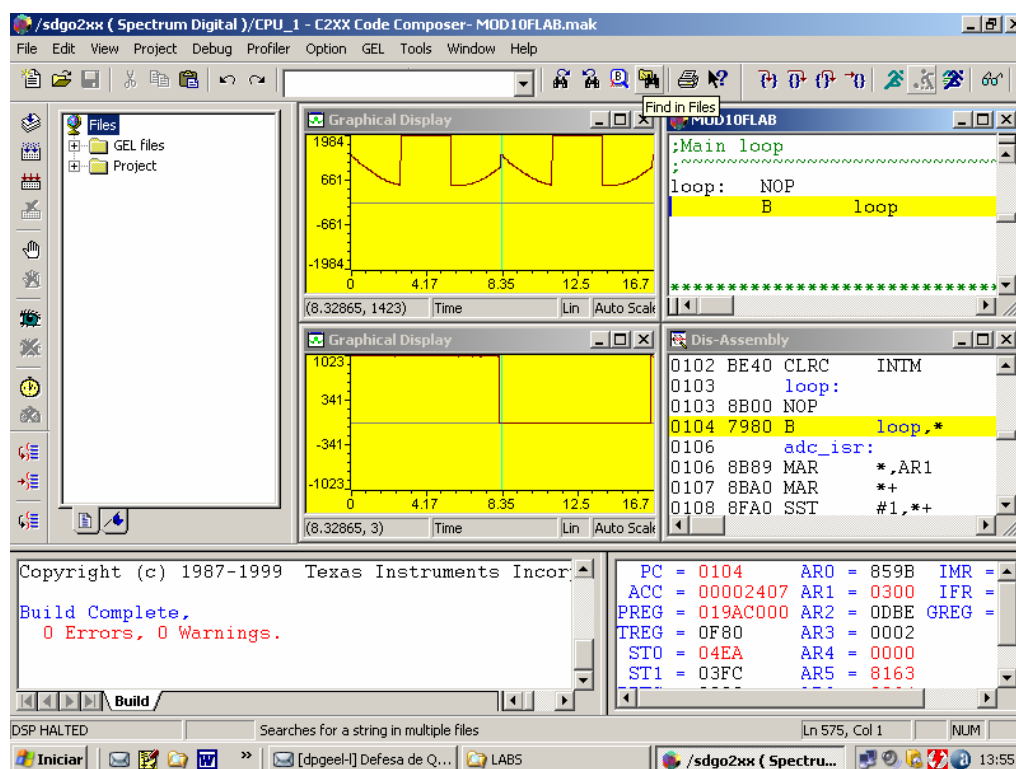 /sdgo2xx ( Spectrum Digital )/CPU_1 - C2XX Code Composer- MOD10FLAB.mak
File Edit View Project Debug Profiler Option GEL Tools Window Help
Find in Files
Files
GEL files
Project
Graphical Display
1984
661
-661
-1984
0 4.17 8.35 12.5 16.7
(8.32865, 1423) Time Lin Auto Scale
Graphical Display
1023
341
-341
-1023
0 4.17 8.35 12.5 16.7
(8.32865, 3) Time Lin Auto Scale
MOD10FLAB
;Main loop
;~~~~~~~~~~~~~~~~~~~~~~~~~~~~~
loop: NOP
B loop
*****************************
Dis-Assembly
0102 BE40 CLRC INTM
0103 loop:
0103 8B00 NOP
0104 7980 B loop,*
0106 adc_isr:
0106 8B89 MAR *,AR1
0107 8BA0 MAR *+
0108 8FA0 SST #1,*+
Copyright (c) 1987-1999 Texas Instruments Incor
Build Complete,
0 Errors, 0 Warnings.
Build
PC = 0104 AR0 = 859B IMR =
ACC = 00002407 AR1 = 0300 IFR =
PREG = 019AC000 AR2 = 0DBE GREG =
TREG = 0F80 AR3 = 0002
ST0 = 04EA AR4 = 0000
ST1 = 03FC AR5 = 8163
DSP HALTED Searches for a string in multiple files Ln 575, Col 1 NUM
Iniciar » [dpgeel-l] Defesa de Q... LABS /sdgo2xx ( Spectru... 13:55